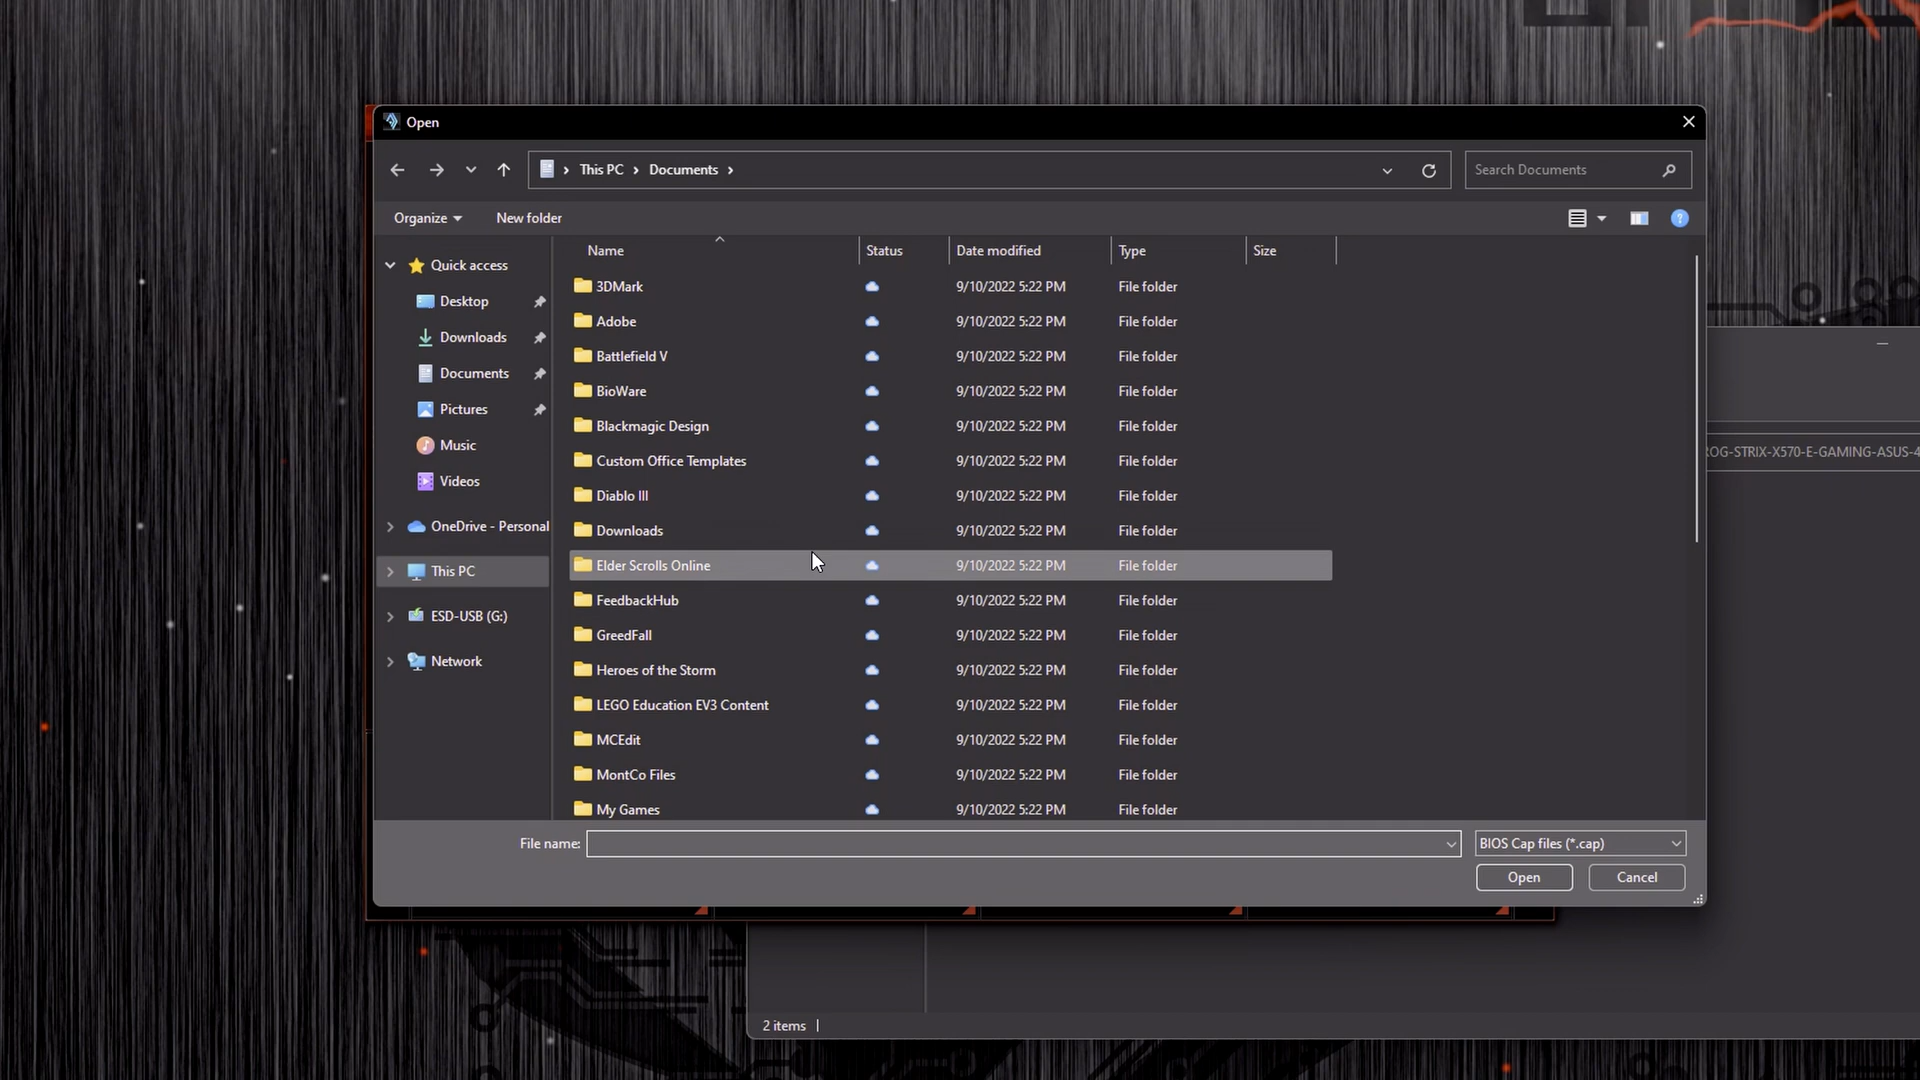 Open
This PC
Documents
Search Documents
Organize
New folder
Name
Status
Date modified
Type
Size
Quick access
Desktop
Downloads
Documents
Pictures
Music
Videos
OneDrive - Personal
This PC
ESD-USB (G:)
Network
3DMark 9/10/2022 5:22 PM File folder
Adobe 9/10/2022 5:22 PM File folder
Battlefield V 9/10/2022 5:22 PM File folder
BioWare 9/10/2022 5:22 PM File folder
Blackmagic Design 9/10/2022 5:22 PM File folder
Custom Office Templates 9/10/2022 5:22 PM File folder
Diablo III 9/10/2022 5:22 PM File folder
Downloads 9/10/2022 5:22 PM File folder
Elder Scrolls Online 9/10/2022 5:22 PM File folder
FeedbackHub 9/10/2022 5:22 PM File folder
GreedFall 9/10/2022 5:22 PM File folder
Heroes of the Storm 9/10/2022 5:22 PM File folder
LEGO Education EV3 Content 9/10/2022 5:22 PM File folder
MCEdit 9/10/2022 5:22 PM File folder
MontCo Files 9/10/2022 5:22 PM File folder
My Games 9/10/2022 5:22 PM File folder
OG-STRIX-X570-E-GAMING-ASUS-4
File name:
BIOS Cap files (*.cap)
Open
Cancel
2 items